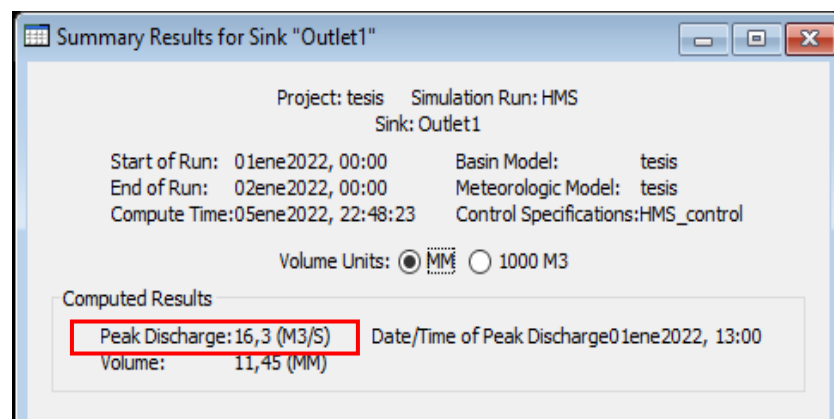 Summary Results for Sink "Outlet1"
Project: tesis Simulation Run: HMS
Sink: Outlet1
Start of Run: 01ene2022, 00:00 Basin Model: tesis
End of Run: 02ene2022, 00:00 Meteorologic Model: tesis
Compute Time:05ene2022, 22:48:23 Control Specifications:HMS_control
Volume Units: MM 1000 M3
Computed Results
Peak Discharge:16,3 (M3/S) Date/Time of Peak Discharge01ene2022, 13:00
Volume: 11,45 (MM)